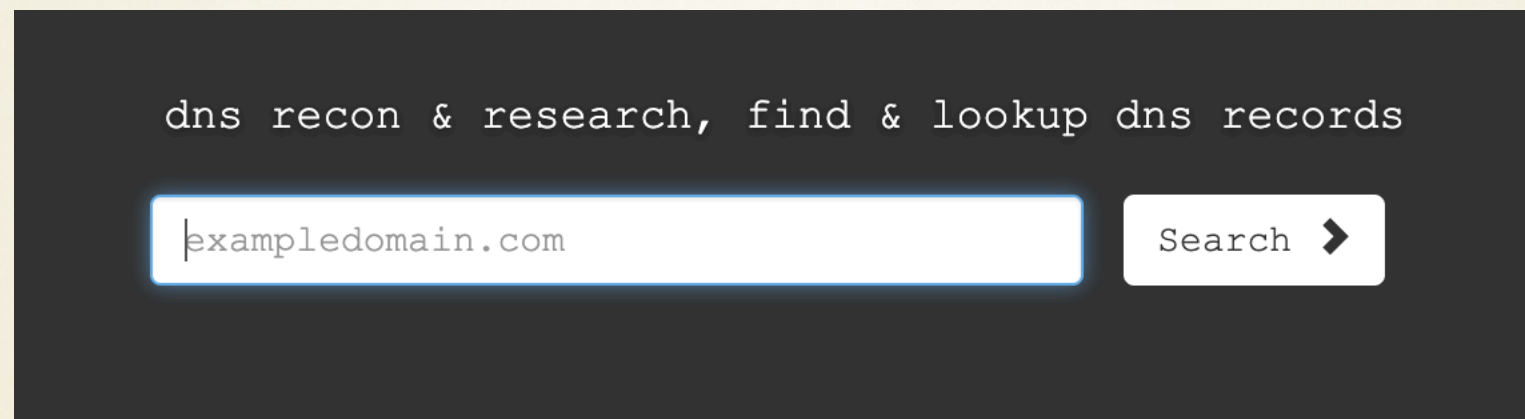 dns recon & research, find & lookup dns records
exampledomain.com
Search